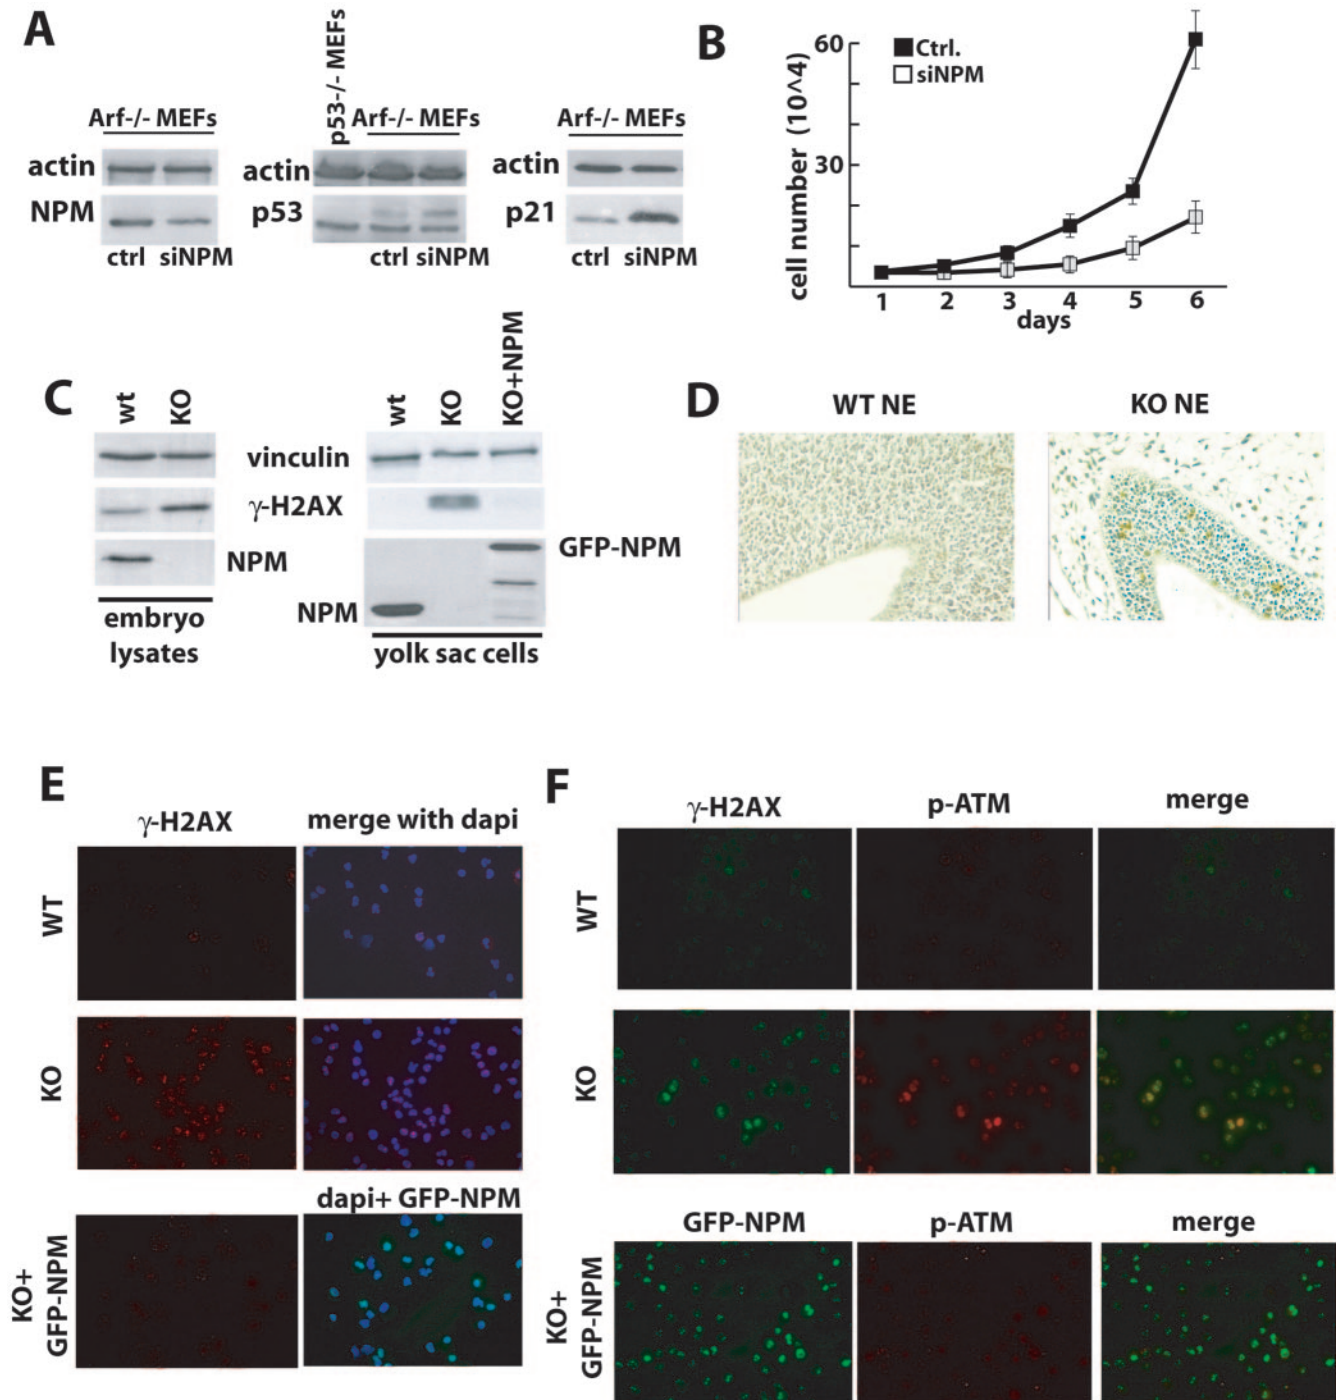 A
Arf-/- MEFs
actin
NPM
ctrl siNPM
p53-/- MEFs
Arf-/- MEFs
actin
p53
ctrl siNPM
Arf-/- MEFs
actin
p21
ctrl siNPM
B
60
30
cell number (10^4)
Ctrl.
siNPM
1 2 3 4 5 6
days
C
wt KO
vinculin
γ-H2AX
NPM
embryo
lysates
wt KO KO+NPM
GFP-NPM
NPM
yolk sac cells
D
WT NE
KO NE
E
γ-H2AX
merge with dapi
WT
KO
dapi+ GFP-NPM
KO+
GFP-NPM
F
γ-H2AX
p-ATM
merge
WT
KO
GFP-NPM
p-ATM
merge
KO+
GFP-NPM